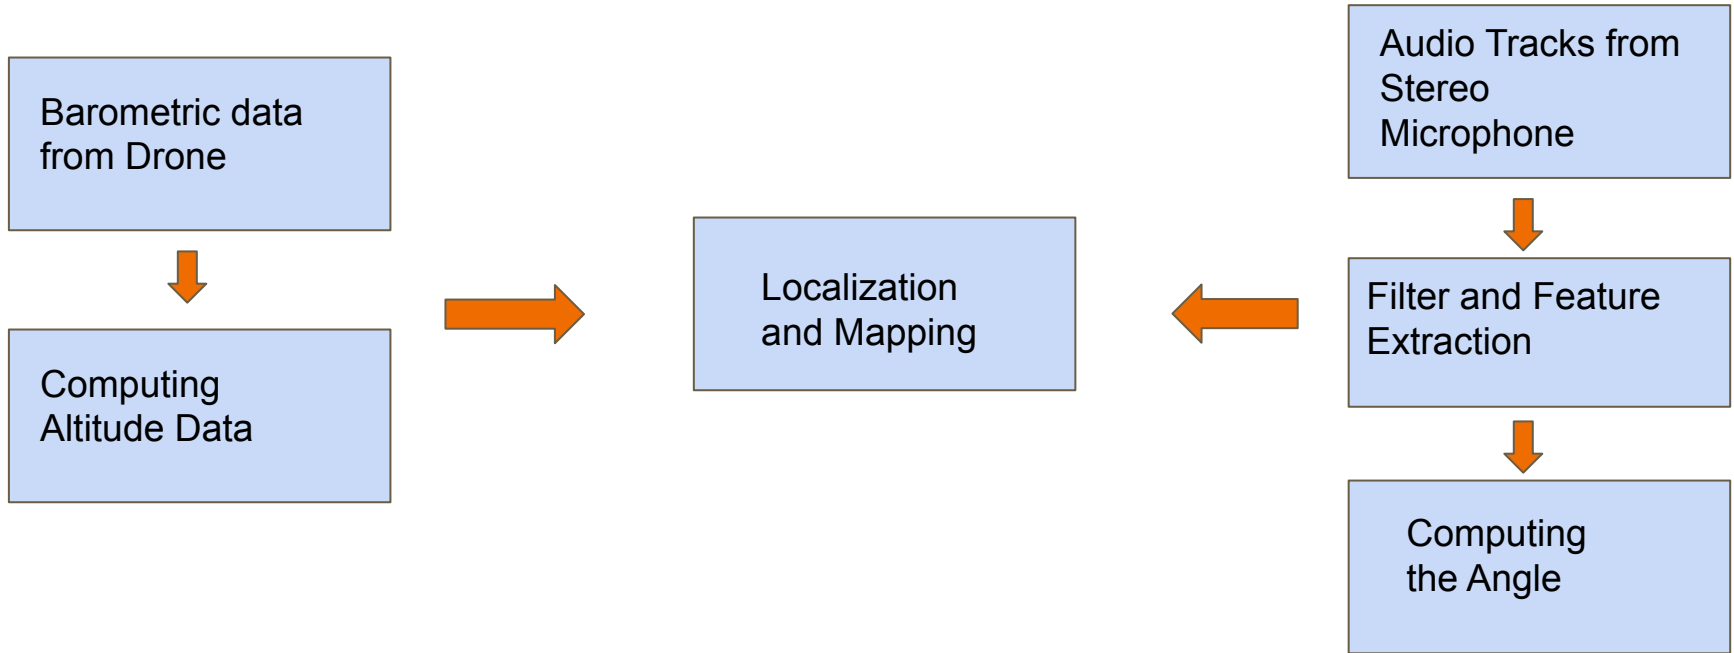 Barometric data
from Drone
Computing
Altitude Data
Localization
and Mapping
Audio Tracks from
Stereo
Microphone
Filter and Feature
Extraction
Computing
the Angle